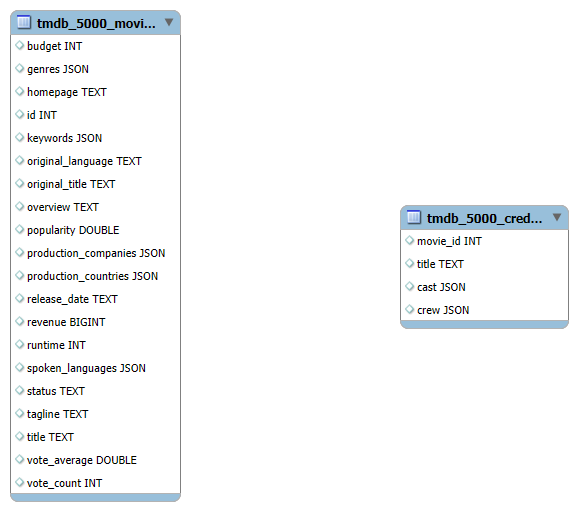 tmdb_5000_movi...
budget INT
genres JSON
homepage TEXT
id INT
keywords JSON
original_language TEXT
original_title TEXT
overview TEXT
popularity DOUBLE
production_companies JSON
production_countries JSON
release_date TEXT
revenue BIGINT
runtime INT
spoken_languages JSON
status TEXT
tagline TEXT
title TEXT
vote_average DOUBLE
vote_count INT
tmdb_5000_cred...
movie_id INT
title TEXT
cast JSON
crew JSON